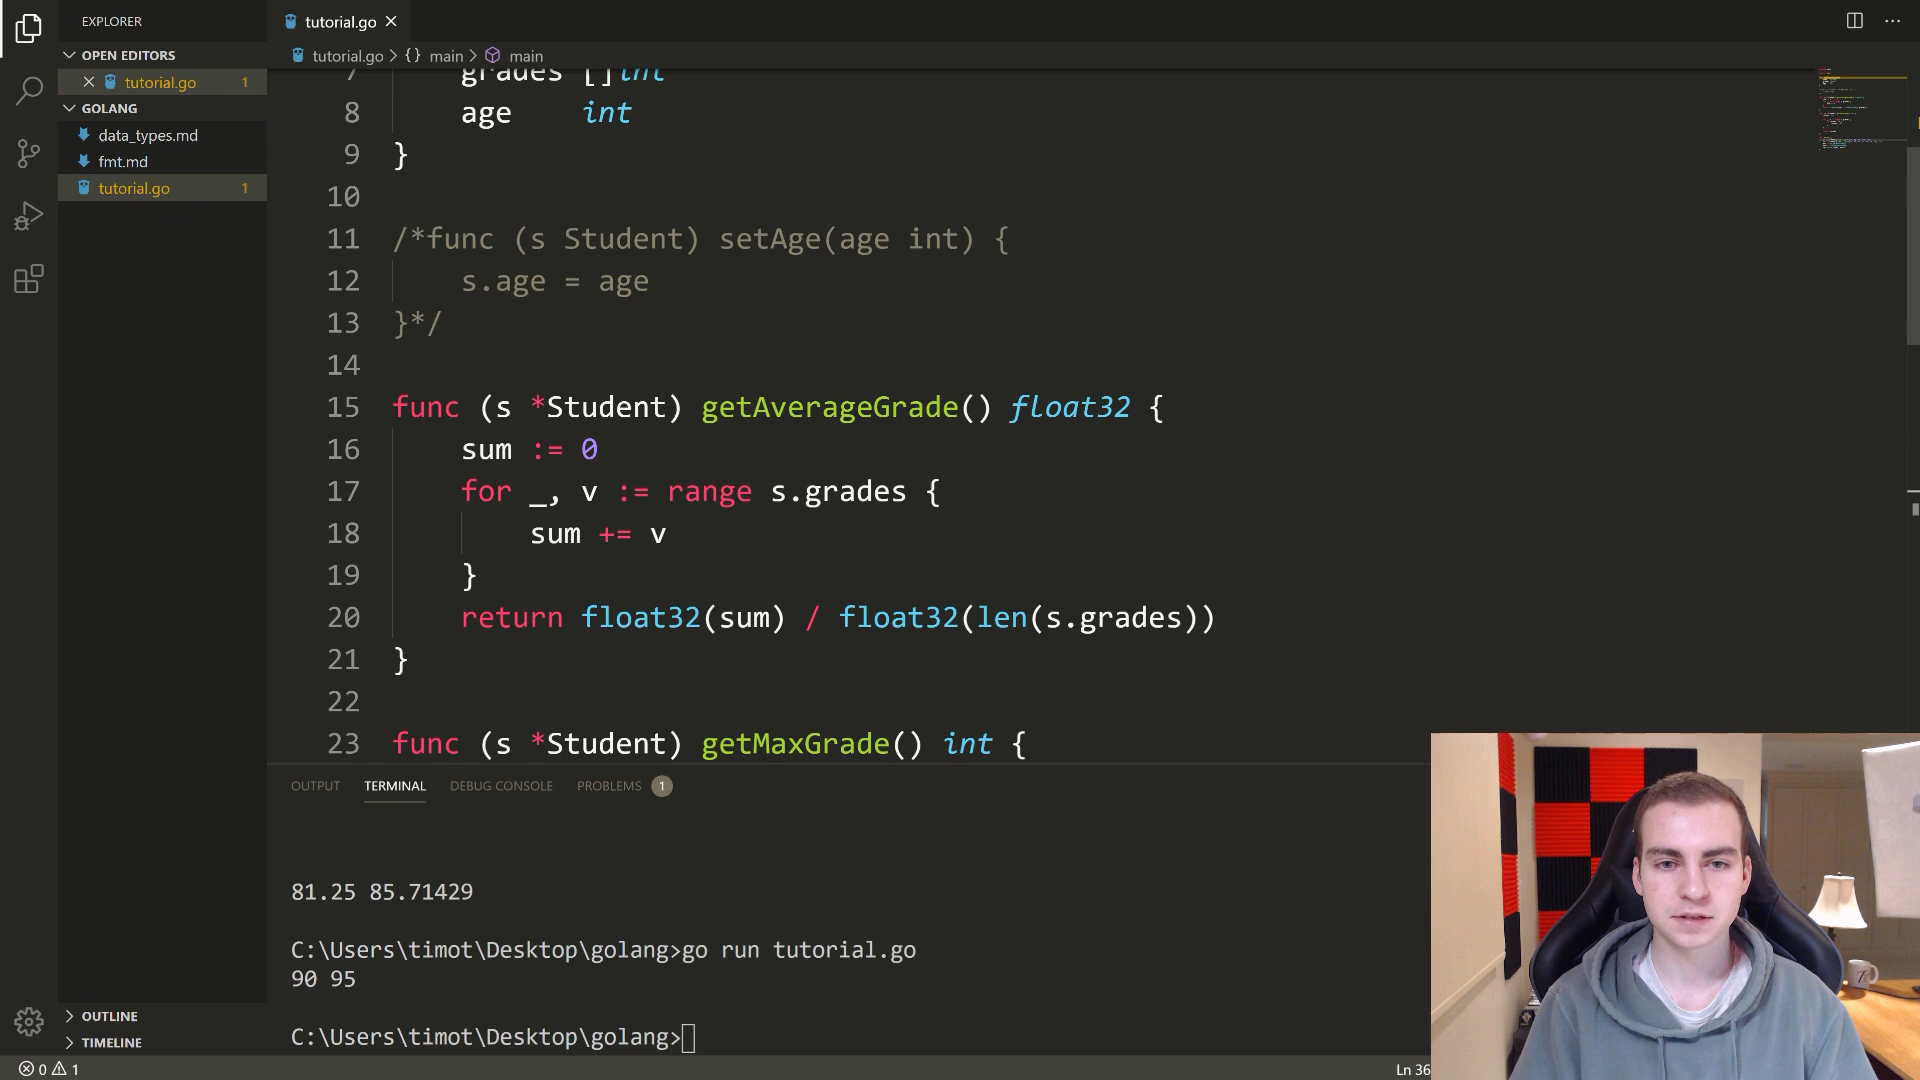 EXPLORER
OPEN EDITORS
tutorial.go 1
GOLANG
data_types.md
fmt.md
tutorial.go 1
OUTLINE
TIMELINE
tutorial.go
tutorial.go > {} main > main
7 grades []int
8 age int
9 }
10
11 /*func (s Student) setAge(age int) {
12 s.age = age
13 }*/
14
15 func (s *Student) getAverageGrade() float32 {
16 sum := 0
17 for _, v := range s.grades {
18 sum += v
19 }
20 return float32(sum) / float32(len(s.grades))
21 }
22
23 func (s *Student) getMaxGrade() int {
OUTPUT TERMINAL DEBUG CONSOLE PROBLEMS 1
81.25 85.71429
C:\Users\timot\Desktop\golang>go run tutorial.go
90 95
C:\Users\timot\Desktop\golang>
0 1
Ln 36